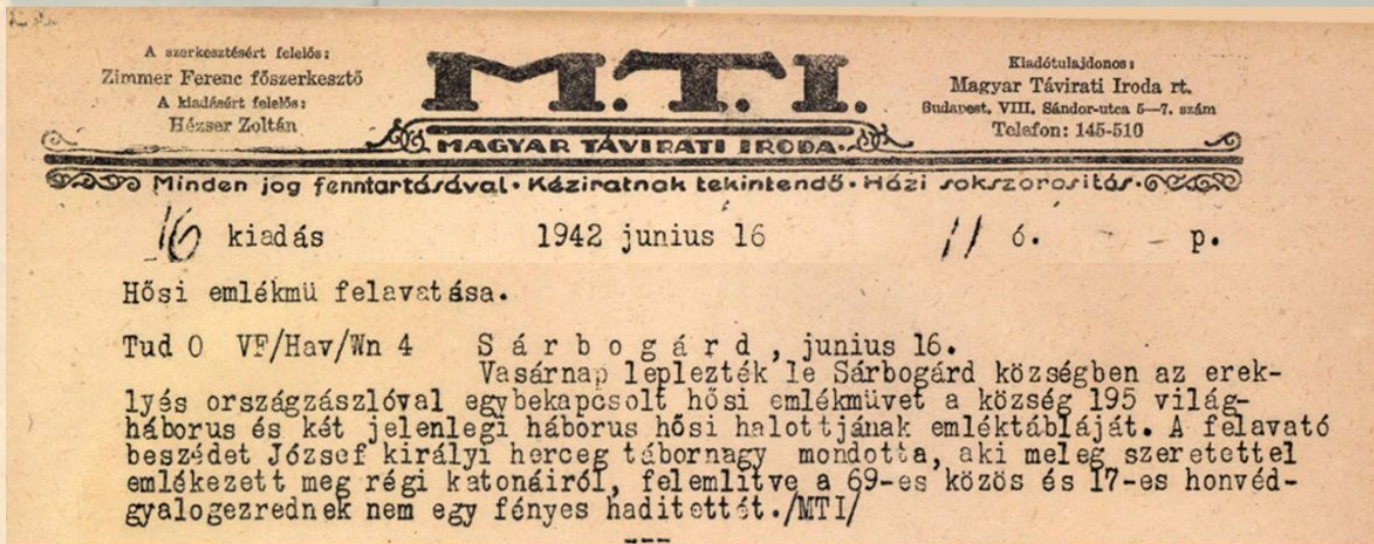 A szerkesztésért felelős:
Zimmer Ferenc főszerkesztő
A kiadásért felelős:
Hézser Zoltán
M.T.I.
MAGYAR TÁVIRATI IRODA.
Kiadótulajdonos:
Magyar Távirati Iroda rt.
Budapest, VIII. Sándor-utca 5—7. szám
Telefon: 145-510
Minden jog fenntartásával • Kéziratnak tekintendő • Házi sokszorosítás •
16 kiadás 1942 junius 16 11 ó. - - p.
Hősi emlékmü felavatása.
Tud O VF/Hav/Wn 4 S á r b o g á r d , junius 16.
Vasárnap leplezték le Sárbogárd községben az erek-
lyés országzászlóval egybekapcsolt hősi emlékmüvet a község 195 világ-
háborus és két jelenlegi háborus hősi halottjának emléktábláját. A felavató
beszédet József királyi herceg tábornagy mondotta, aki meleg szeretettel
emlékezett meg régi katonáiról, felemlitve a 69-es közös és 17-es honvéd-
gyalogezrednek nem egy fényes haditettét./MTI/
---